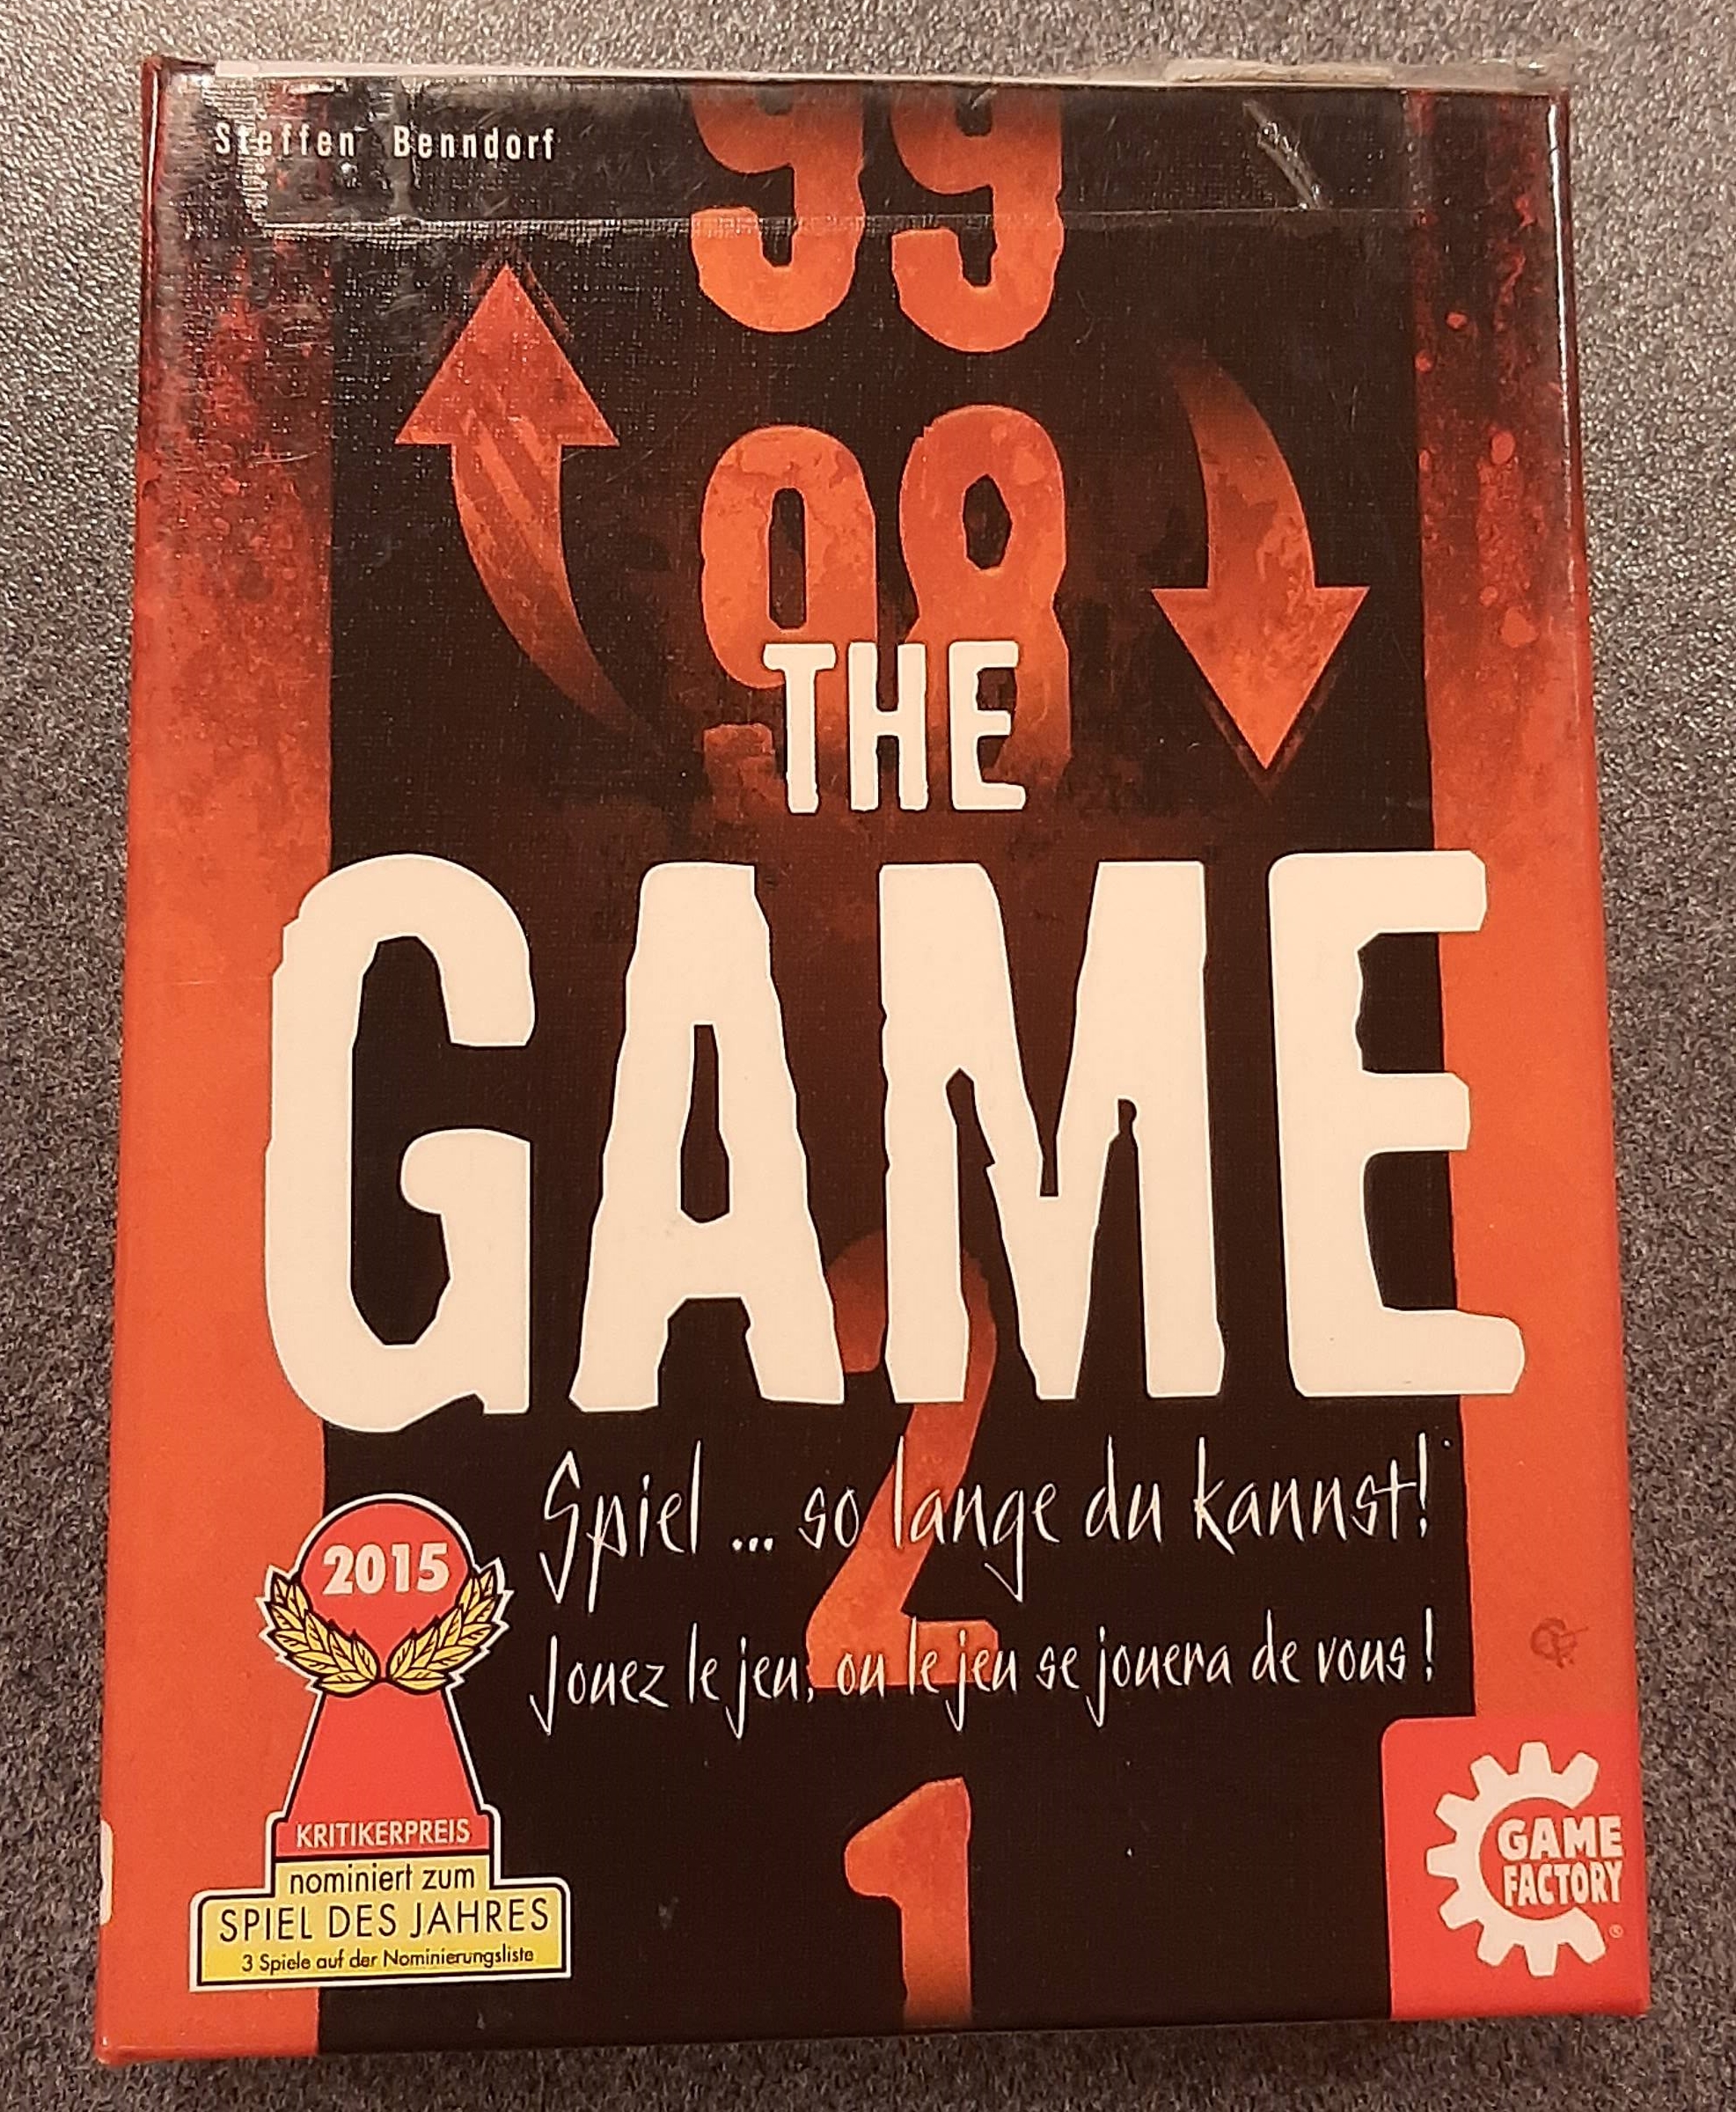 Steffen Benndorf
99
98
THE
GAME
2
Spiel ... so lange du kannst!
Jouez le jeu, ou le jeu se jouera de vous !
1
2015
KRITIKERPREIS
nominiert zum
SPIEL DES JAHRES
3 Spiele auf der Nominierungsliste
GAME
FACTORY
®